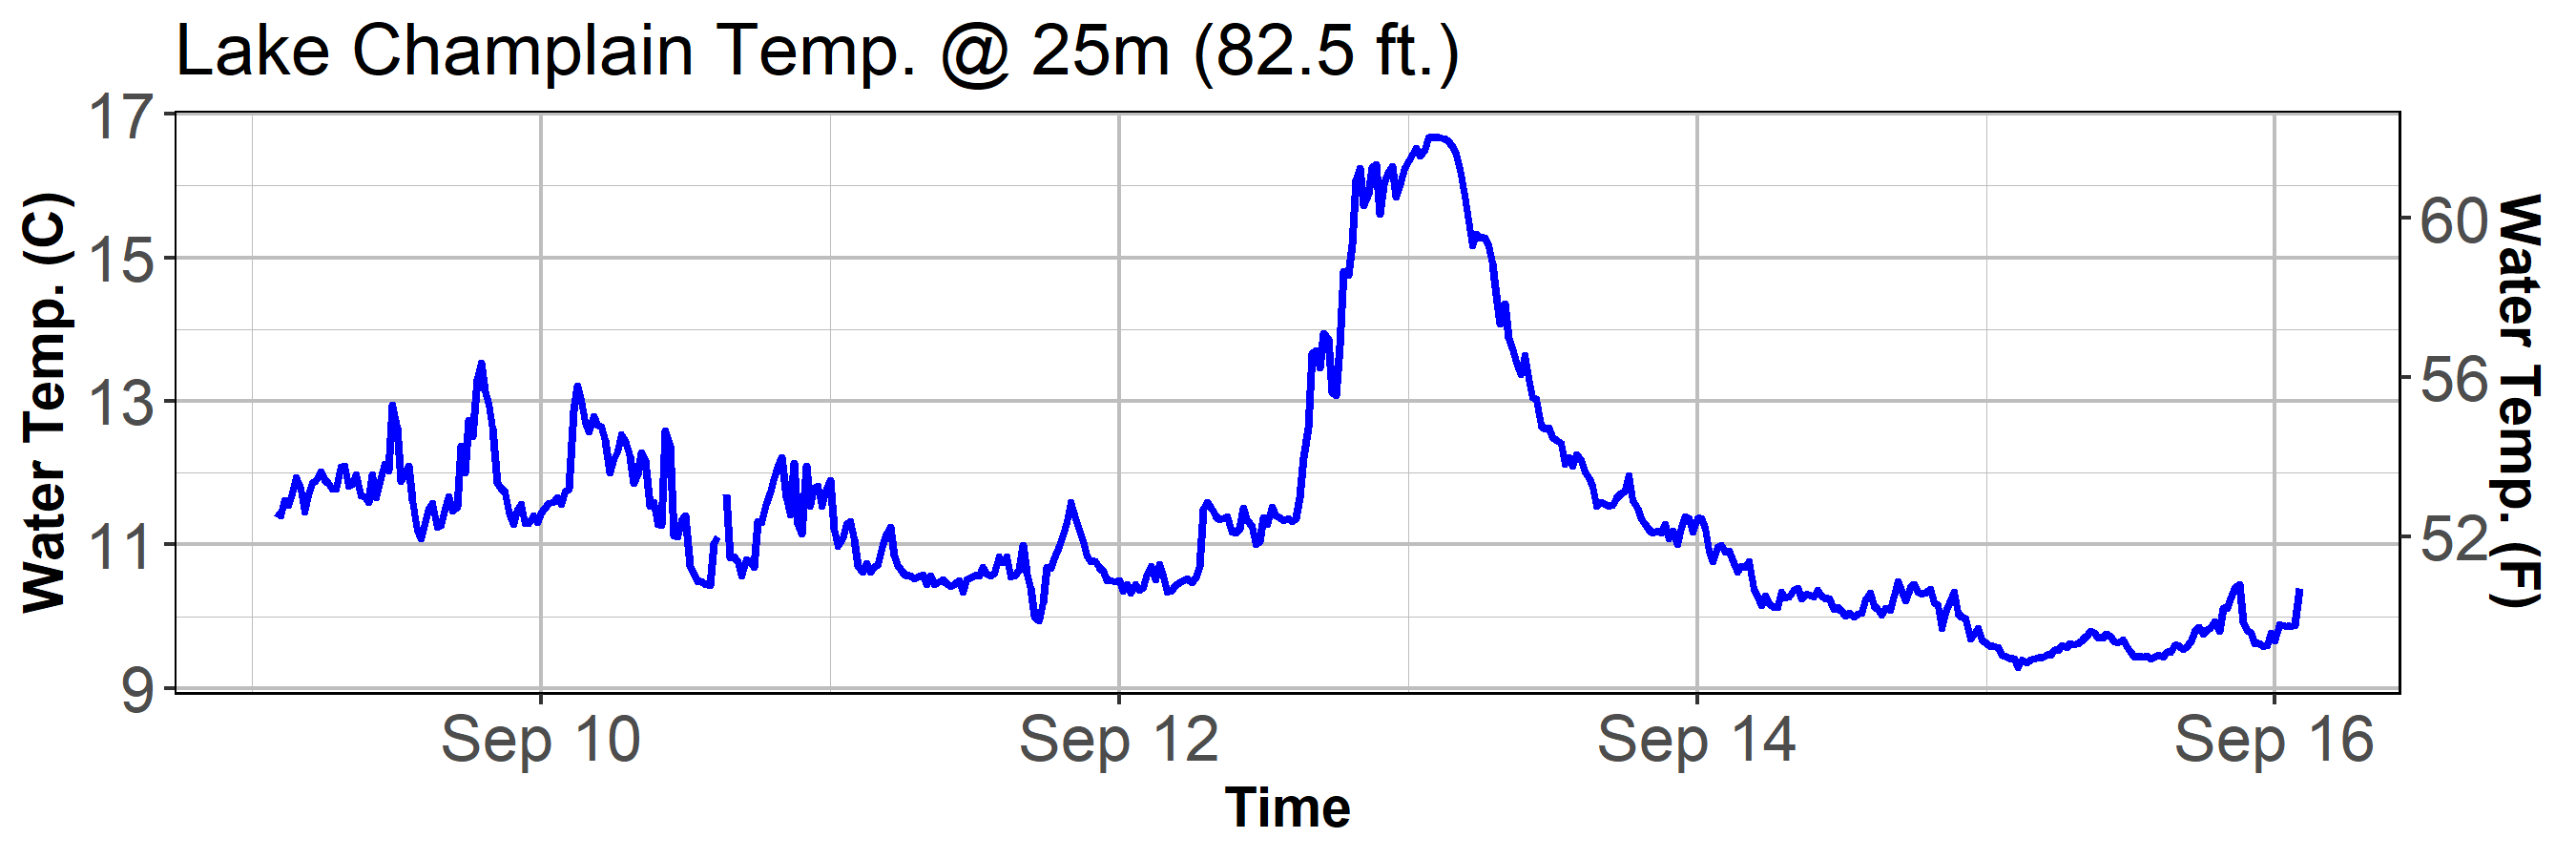 Lake Champlain Temp. @ 25m (82.5 ft.)
Water Temp. (C)
17
15
13
11
9
60
56
52
Water Temp. (F)
Sep 10 Sep 12 Sep 14 Sep 16
Time